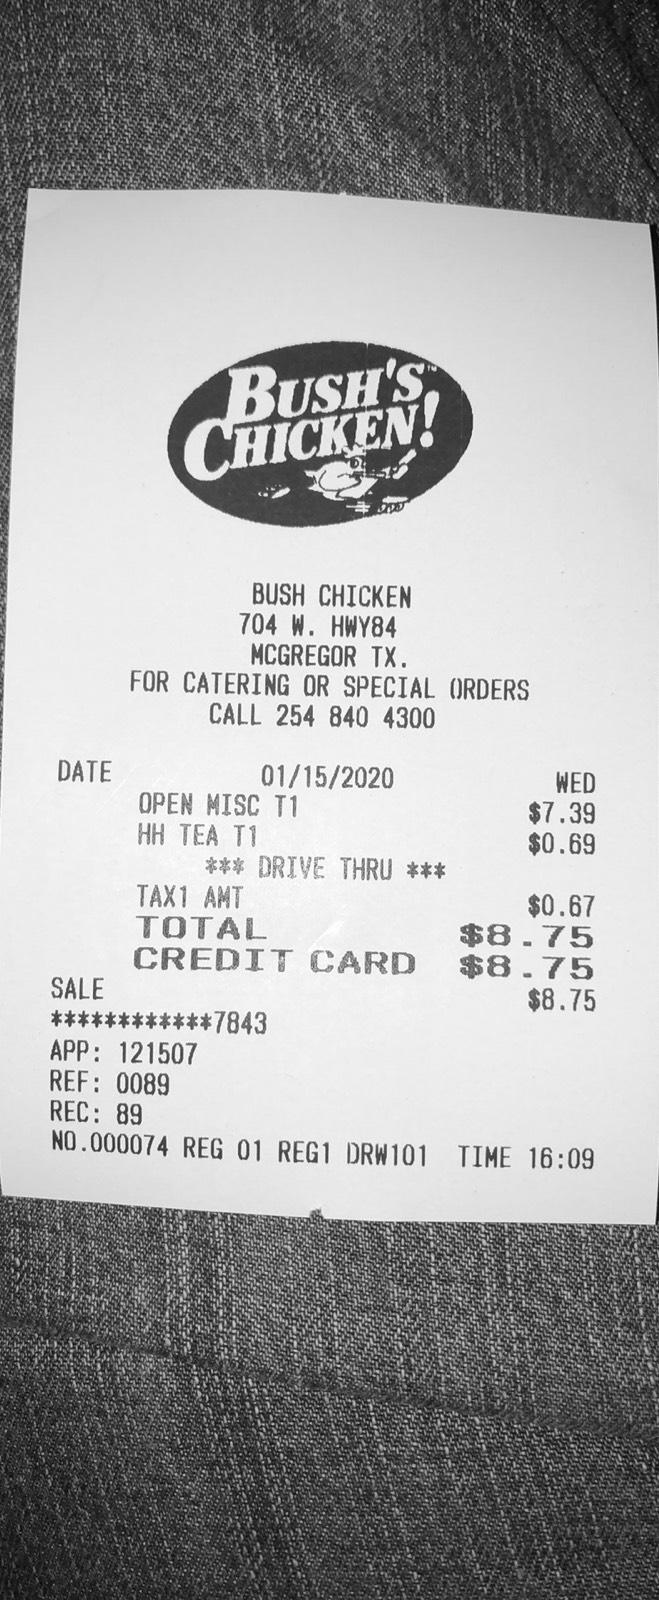 BUSH'S™
CHICKEN!
BUSH CHICKEN
704 W. HWY84
MCGREGOR TX.
FOR CATERING OR SPECIAL ORDERS
CALL 254 840 4300
DATE 01/15/2020 WED
OPEN MISC T1 $7.39
HH TEA T1 $0.69
*** DRIVE THRU ***
TAX1 AMT $0.67
TOTAL $8.75
CREDIT CARD $8.75
SALE $8.75
************7843
APP: 121507
REF: 0089
REC: 89
NO.000074 REG 01 REG1 DRW101 TIME 16:09